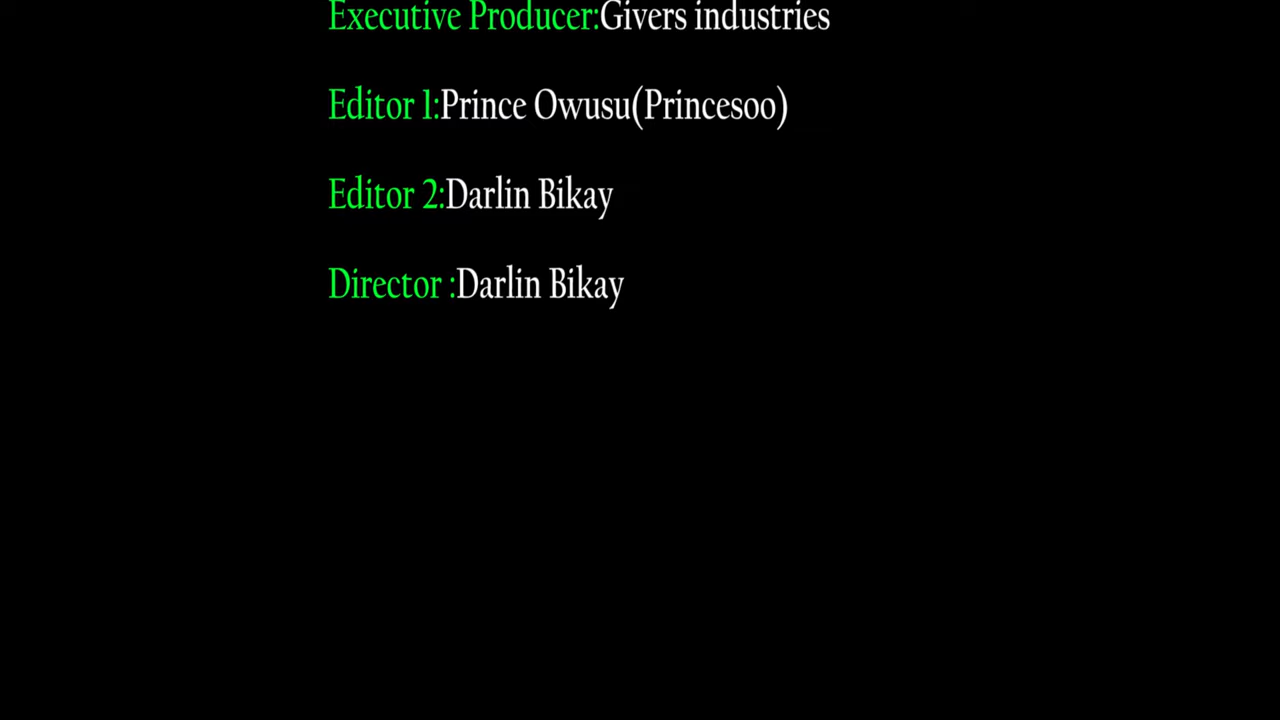 Executive Producer:Givers industries
Editor 1:Prince Owusu(Princesoo)
Editor 2:Darlin Bikay
Director :Darlin Bikay